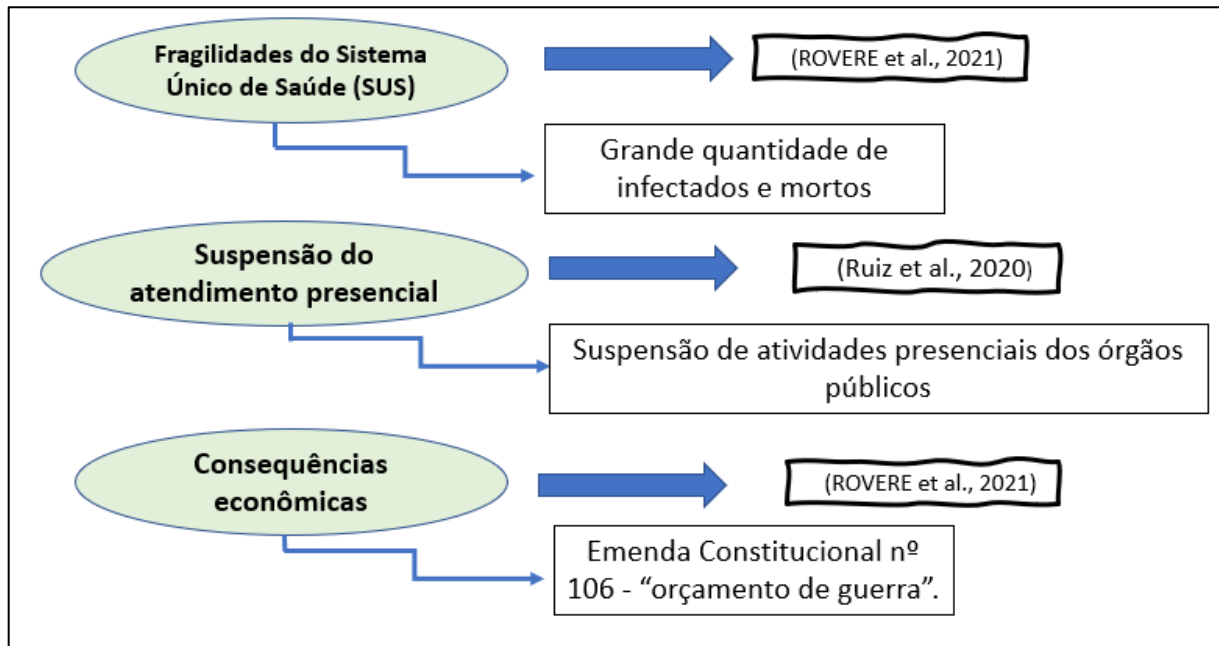 Fragilidades do Sistema
Único de Saúde (SUS)
(ROVERE et al., 2021)
Grande quantidade de
infectados e mortos
Suspensão do
atendimento presencial
(Ruiz et al., 2020)
Suspensão de atividades presenciais dos órgãos
públicos
Consequências
econômicas
(ROVERE et al., 2021)
Emenda Constitucional nº
106 - “orçamento de guerra”.